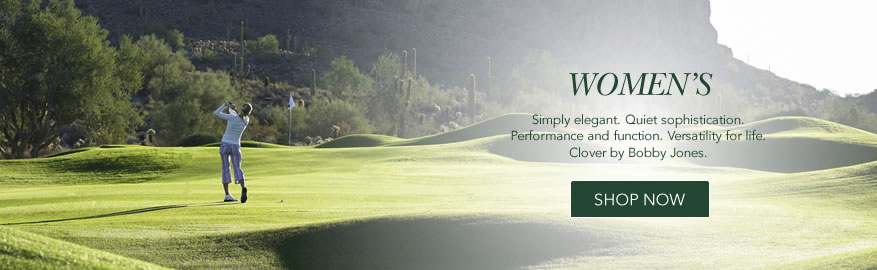 WOMEN'S
Simply elegant. Quiet sophistication.
Performance and function. Versatility for life.
Clover by Bobby Jones.
SHOP NOW